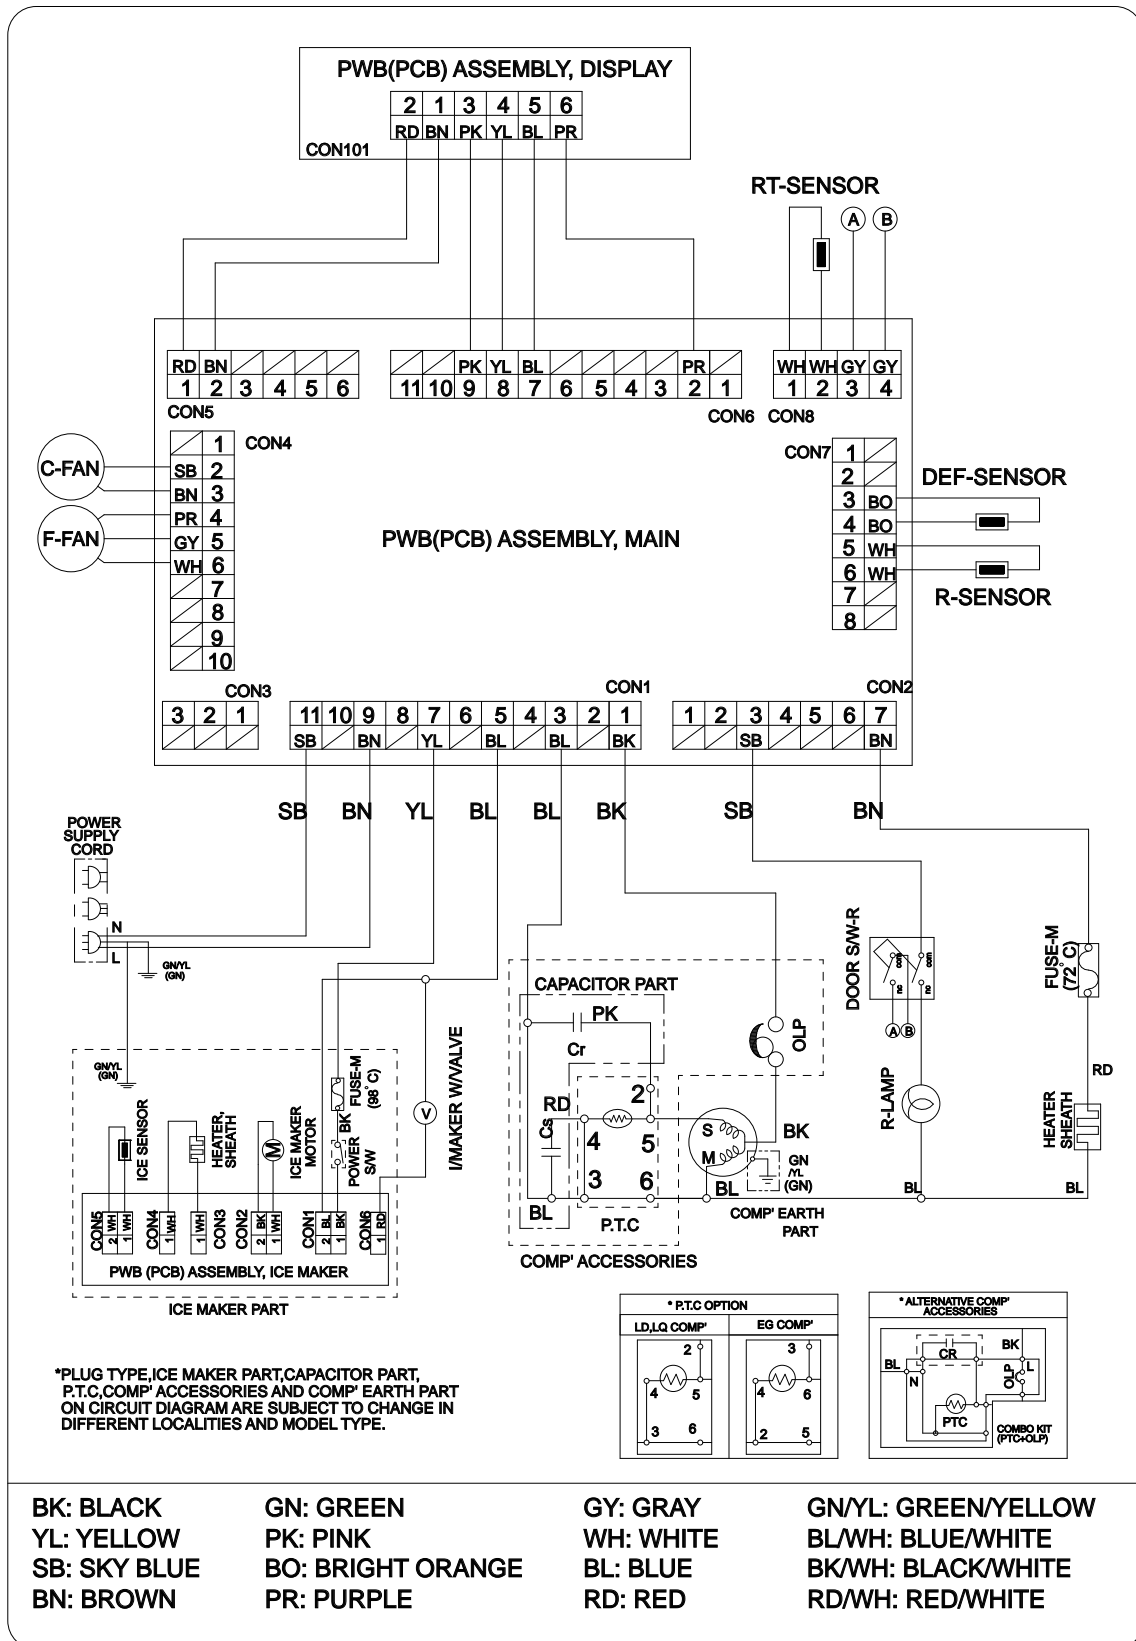 PWB(PCB) ASSEMBLY, DISPLAY
2 1 3 4 5 6
RD BN PK YL BL PR
CON101
RT-SENSOR
A B
RD BN
1 2 3 4 5 6
CON5
PK YL BL PR
11 10 9 8 7 6 5 4 3 2 1
CON6
WH WH GY GY
1 2 3 4
CON8
CON4
1
SB 2
BN 3
PR 4
GY 5
WH 6
7
8
9
10
C-FAN
F-FAN
PWB(PCB) ASSEMBLY, MAIN
CON7
1
2
3 BO
4 BO
5 WH
6 WH
7
8
DEF-SENSOR
R-SENSOR
CON3
3 2 1
CON1
11 10 9 8 7 6 5 4 3 2 1
SB BN YL BL BL BK
CON2
1 2 3 4 5 6 7
SB BN
SB BN YL BL BL BK SB BN
POWER
SUPPLY
CORD
N
L
GN/YL
(GN)
GN/YL
(GN)
ICE SENSOR
HEATER,
SHEATH
M
ICE MAKER
MOTOR
FUSE-M
(98°C)
BK
POWER
S/W
V
I/MAKER W/VALVE
CON5
2 WH
1 WH
CON4
1 WH
1 WH
CON3
CON2
2 BK
1 WH
CON1
2 BL
1 BK
CON6
1 RD
PWB (PCB) ASSEMBLY, ICE MAKER
ICE MAKER PART
CAPACITOR PART
PK
Cr
OLP
RD
Cs
2
4 5
3 6
BL
P.T.C
S
M
BL
BK
GN
/YL
(GN)
COMP' EARTH
PART
COMP' ACCESSORIES
DOOR S/W-R
com com
nc nc
A B
R-LAMP
BL
FUSE-M
(72°C)
RD
HEATER
SHEATH
BL
* P.T.C OPTION
LD,LQ COMP' EG COMP'
2
4 5
3 6
3
4 6
2 5
* ALTERNATIVE COMP'
ACCESSORIES
BK
CR
BL
N
L
OLP
PTC
COMBO KIT
(PTC+OLP)
*PLUG TYPE,ICE MAKER PART,CAPACITOR PART,
P.T.C,COMP' ACCESSORIES AND COMP' EARTH PART
ON CIRCUIT DIAGRAM ARE SUBJECT TO CHANGE IN
DIFFERENT LOCALITIES AND MODEL TYPE.
BK: BLACK GN: GREEN GY: GRAY GN/YL: GREEN/YELLOW
YL: YELLOW PK: PINK WH: WHITE BL/WH: BLUE/WHITE
SB: SKY BLUE BO: BRIGHT ORANGE BL: BLUE BK/WH: BLACK/WHITE
BN: BROWN PR: PURPLE RD: RED RD/WH: RED/WHITE